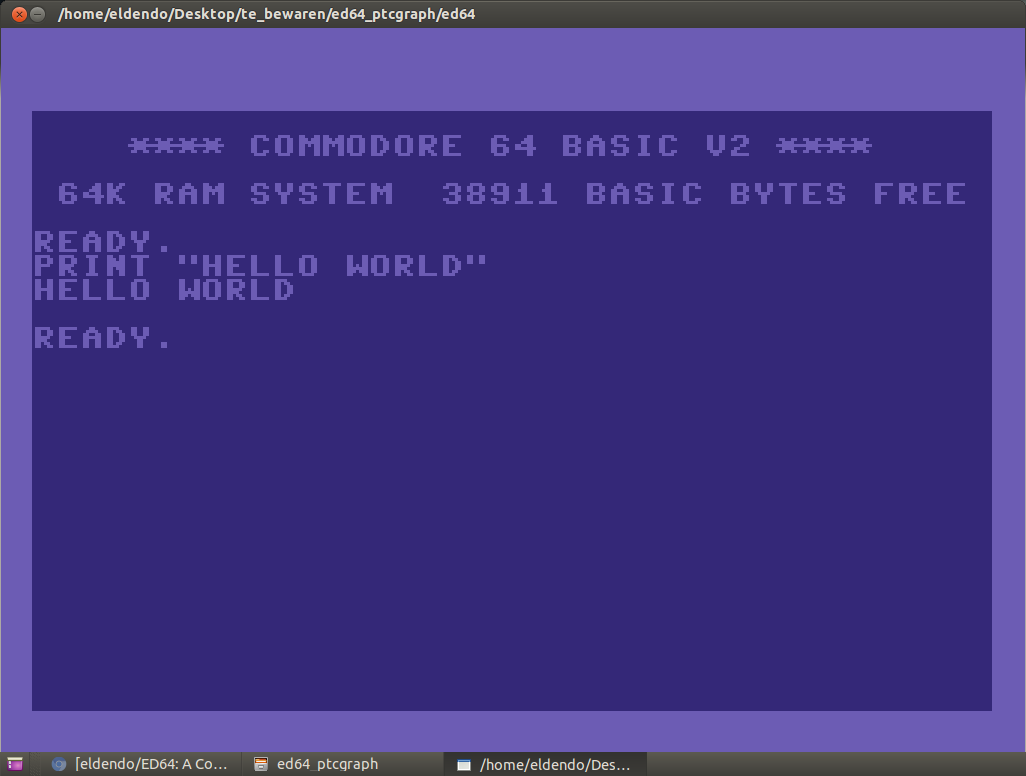 /home/eldendo/Desktop/te_bewaren/ed64_ptcgraph/ed64
**** COMMODORE 64 BASIC V2 ****
64K RAM SYSTEM  38911 BASIC BYTES FREE
READY.
PRINT "HELLO WORLD"
HELLO WORLD
READY.
[eldendo/ED64: A Co... ed64_ptcgraph /home/eldendo/Des...